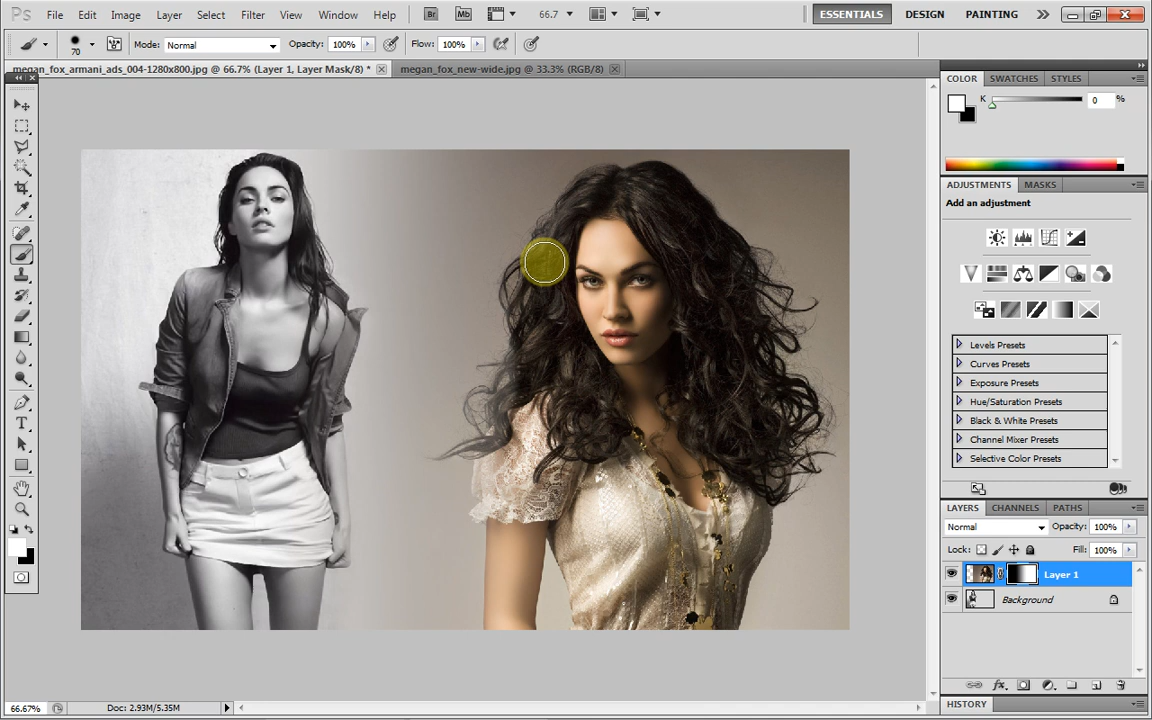 Ps File Edit Image Layer Select Filter View Window Help Br Mb 66.7 ESSENTIALS DESIGN PAINTING
70 Mode: Normal Opacity: 100% Flow: 100%
megan_fox_armani_ads_004-1280x800.jpg @ 66.7% (Layer 1, Layer Mask/8) * megan_fox_new-wide.jpg @ 33.3% (RGB/8)
COLOR SWATCHES STYLES
K 0 %
ADJUSTMENTS MASKS
Add an adjustment
Levels Presets
Curves Presets
Exposure Presets
Hue/Saturation Presets
Black & White Presets
Channel Mixer Presets
Selective Color Presets
LAYERS CHANNELS PATHS
Normal Opacity: 100%
Lock: Fill: 100%
Layer 1
Background
HISTORY
66.67% Doc: 2.93M/5.35M